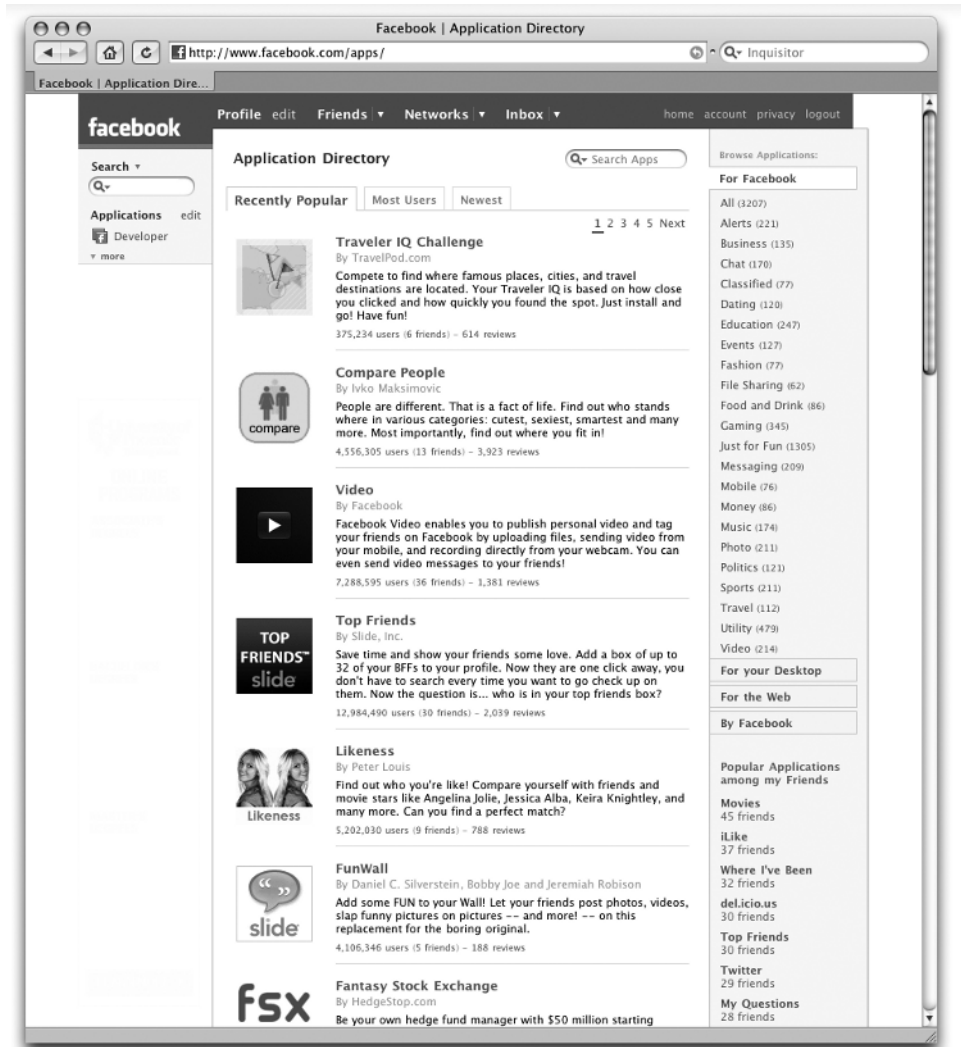 Facebook | Application Directory
http://www.facebook.com/apps/
Inquisitor
Facebook | Application Dire...
facebook
Profile edit Friends Networks Inbox
home account privacy logout
Search
Applications edit
Developer
more
Application Directory
Search Apps
Recently Popular
Most Users
Newest
1 2 3 4 5 Next
Traveler IQ Challenge
By TravelPod.com
Compete to find where famous places, cities, and travel
destinations are located. Your Traveler IQ is based on how close
you clicked and how quickly you found the spot. Just install and
go! Have fun!
375,234 users (6 friends) – 614 reviews
compare
Compare People
By Ivko Maksimovic
People are different. That is a fact of life. Find out who stands
where in various categories: cutest, sexiest, smartest and many
more. Most importantly, find out where you fit in!
4,556,305 users (13 friends) – 3,923 reviews
Video
By Facebook
Facebook Video enables you to publish personal video and tag
your friends on Facebook by uploading files, sending video from
your mobile, and recording directly from your webcam. You can
even send video messages to your friends!
7,288,595 users (36 friends) – 1,381 reviews
TOP
FRIENDS™
slide
Top Friends
By Slide, Inc.
Save time and show your friends some love. Add a box of up to
32 of your BFFs to your profile. Now they are one click away, you
don't have to search every time you want to go check up on
them. Now the question is... who is in your top friends box?
12,984,490 users (30 friends) – 2,039 reviews
Likeness
Likeness
By Peter Louis
Find out who you're like! Compare yourself with friends and
movie stars like Angelina Jolie, Jessica Alba, Keira Knightley, and
many more. Can you find a perfect match?
5,202,030 users (9 friends) – 788 reviews
slide
FunWall
By Daniel C. Silverstein, Bobby Joe and Jeremiah Robison
Add some FUN to your Wall! Let your friends post photos, videos,
slap funny pictures on pictures -- and more! -- on this
replacement for the boring original.
4,106,346 users (5 friends) – 188 reviews
fsx
Fantasy Stock Exchange
By HedgeStop.com
Be your own hedge fund manager with $50 million starting
Browse Applications:
For Facebook
All (3207)
Alerts (221)
Business (135)
Chat (170)
Classified (77)
Dating (120)
Education (247)
Events (127)
Fashion (77)
File Sharing (62)
Food and Drink (86)
Gaming (345)
Just for Fun (1305)
Messaging (209)
Mobile (76)
Money (86)
Music (174)
Photo (211)
Politics (121)
Sports (211)
Travel (112)
Utility (479)
Video (214)
For your Desktop
For the Web
By Facebook
Popular Applications
among my Friends
Movies
45 friends
iLike
37 friends
Where I've Been
32 friends
del.icio.us
30 friends
Top Friends
30 friends
Twitter
29 friends
My Questions
28 friends